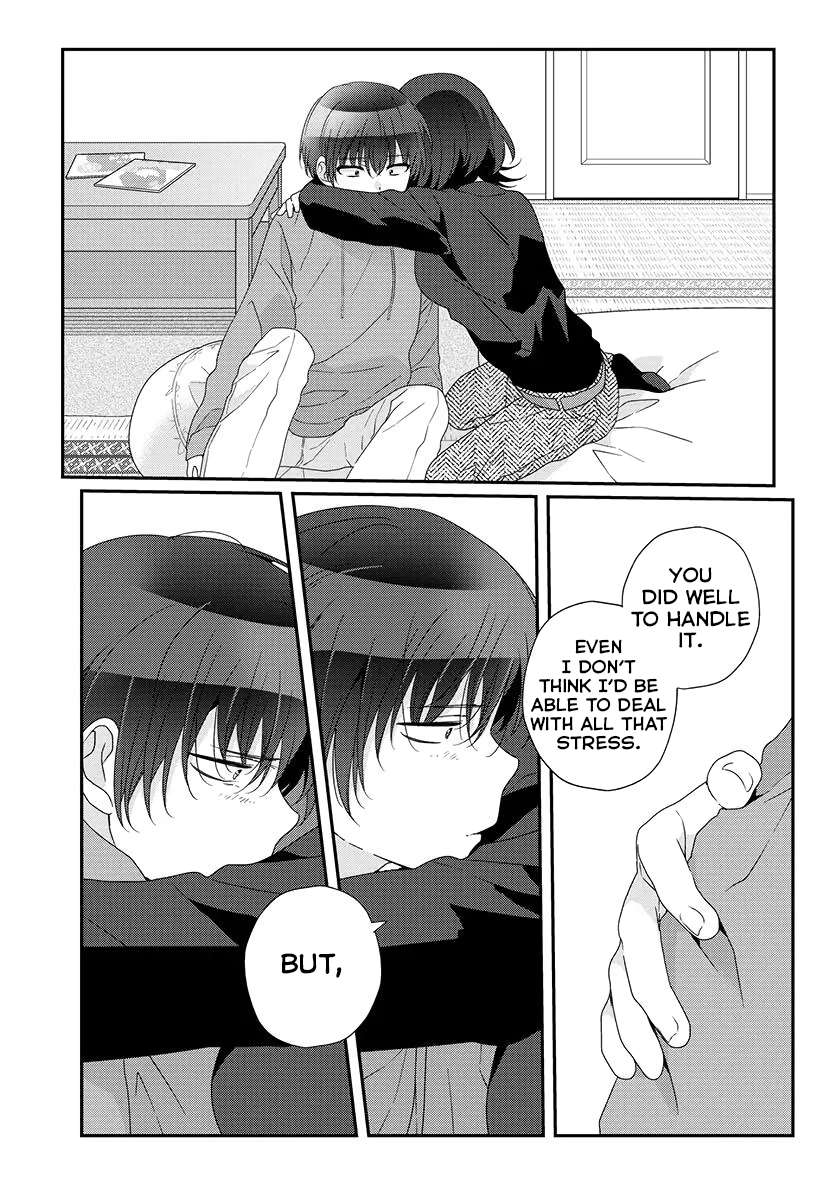 YOU
DID WELL
TO HANDLE
IT.
EVEN
I DON'T
THINK I'D BE
ABLE TO DEAL
WITH ALL THAT
STRESS.
BUT,